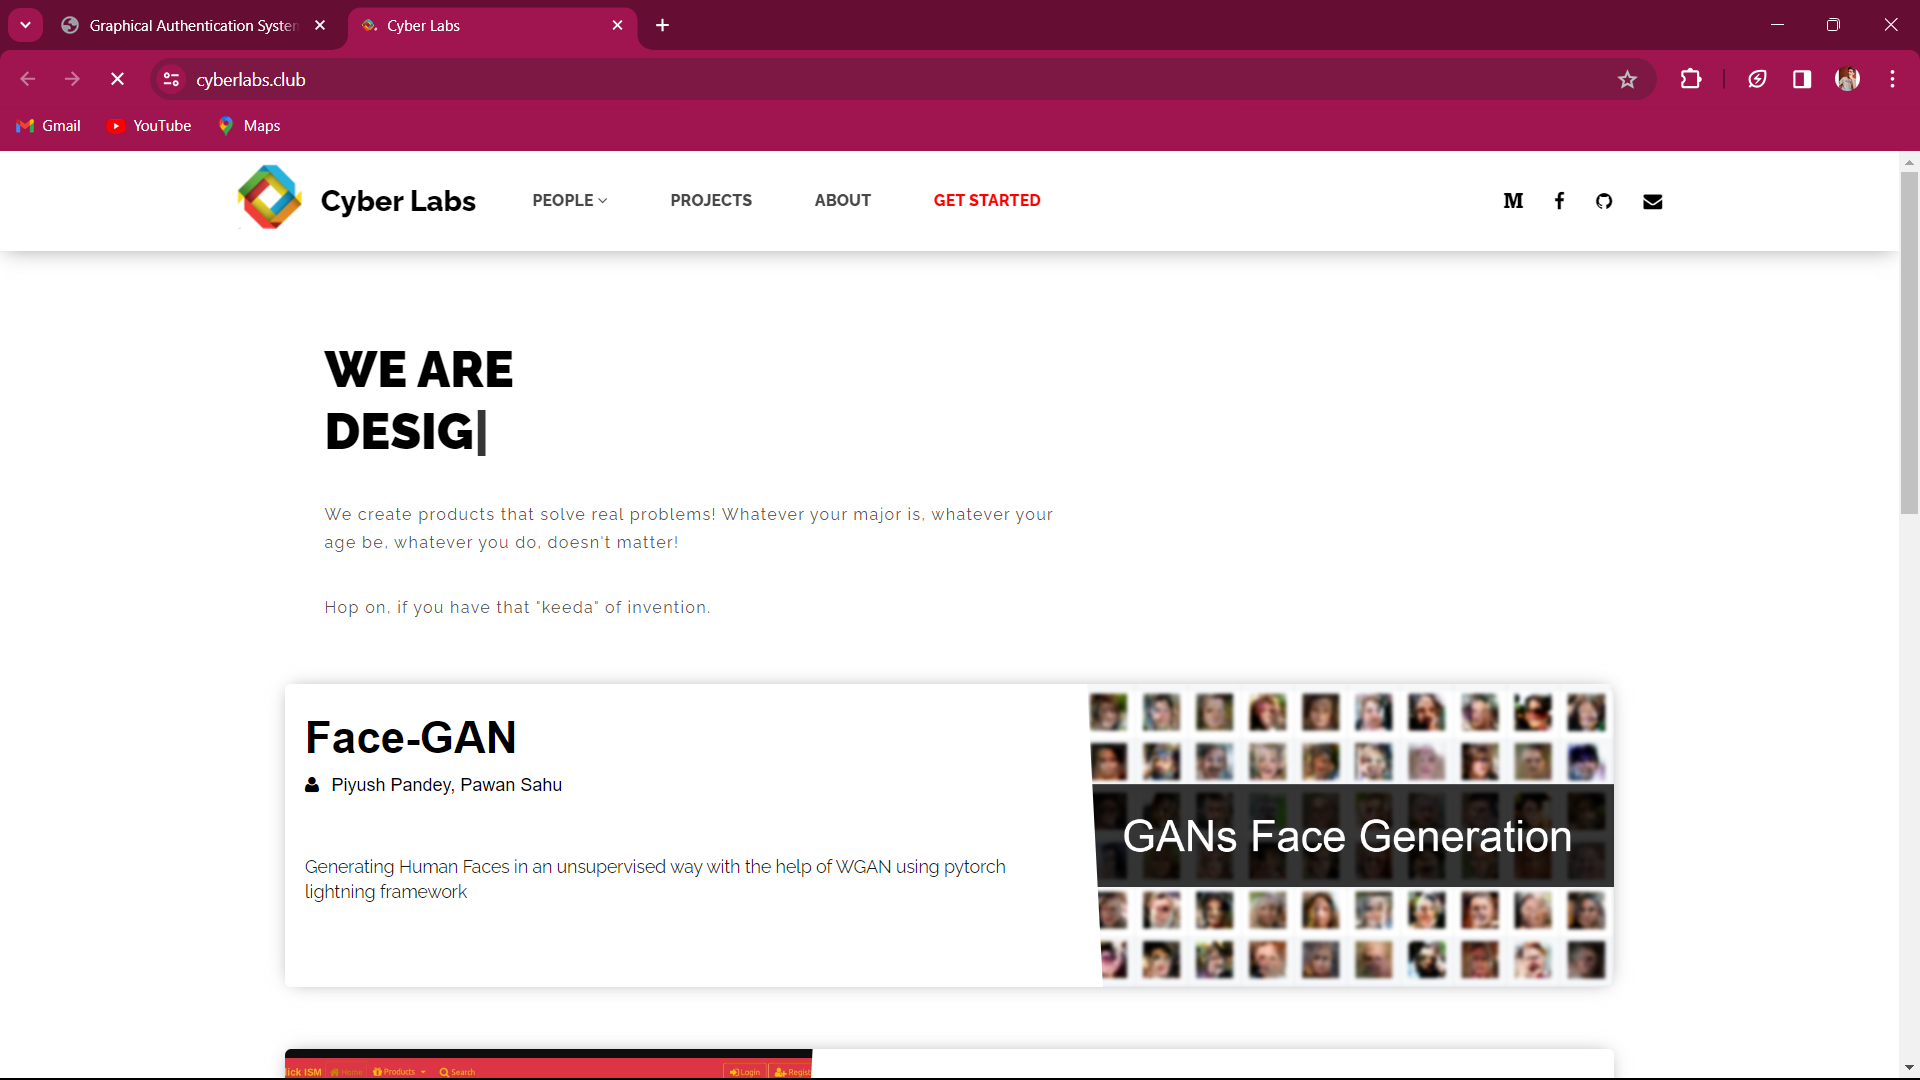 Graphical Authentication System
Cyber Labs
cyberlabs.club
Gmail
YouTube
Maps
Cyber Labs
PEOPLE
PROJECTS
ABOUT
GET STARTED
M
WE ARE
DESIG|
We create products that solve real problems! Whatever your major is, whatever your
age be, whatever you do, doesn't matter!
Hop on, if you have that "keeda" of invention.
Face-GAN
Piyush Pandey, Pawan Sahu
Generating Human Faces in an unsupervised way with the help of WGAN using pytorch
lightning framework
GANs Face Generation
lick ISM
Home
Products
Search
Login
Regist